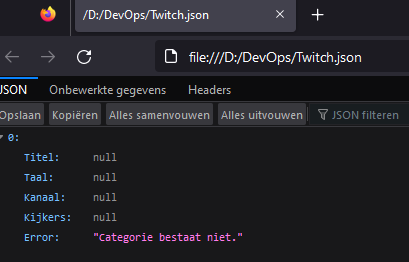 /D:/DevOps/Twitch.json
file:///D:/DevOps/Twitch.json
JSON Onbewerkte gegevens Headers
Opslaan Kopiëren Alles samenvouwen Alles uitvouwen JSON filteren
0:
Titel: null
Taal: null
Kanaal: null
Kijkers: null
Error: "Categorie bestaat niet."